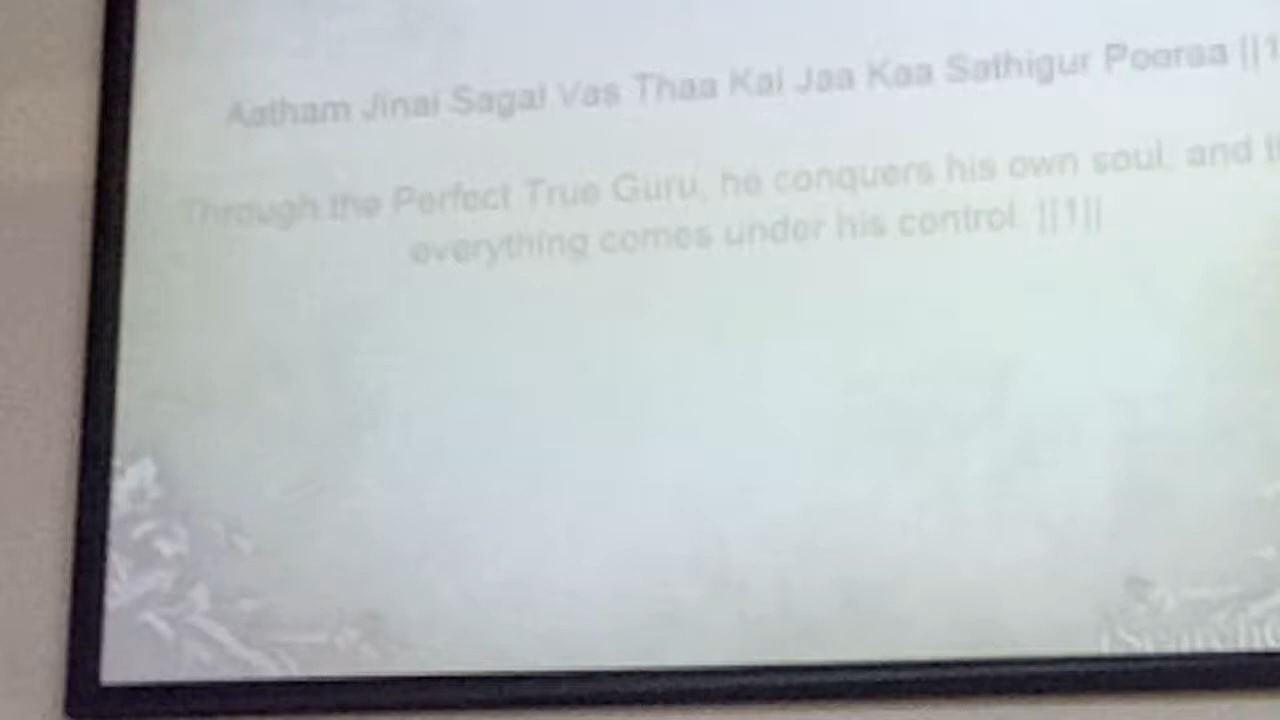 Aatham Jinai Sagal Vas Thaa Kai Jaa Kaa Sathigur Pooraa ||1
Through the Perfect True Guru, he conquers his own soul, and
everything comes under his control. ||1||